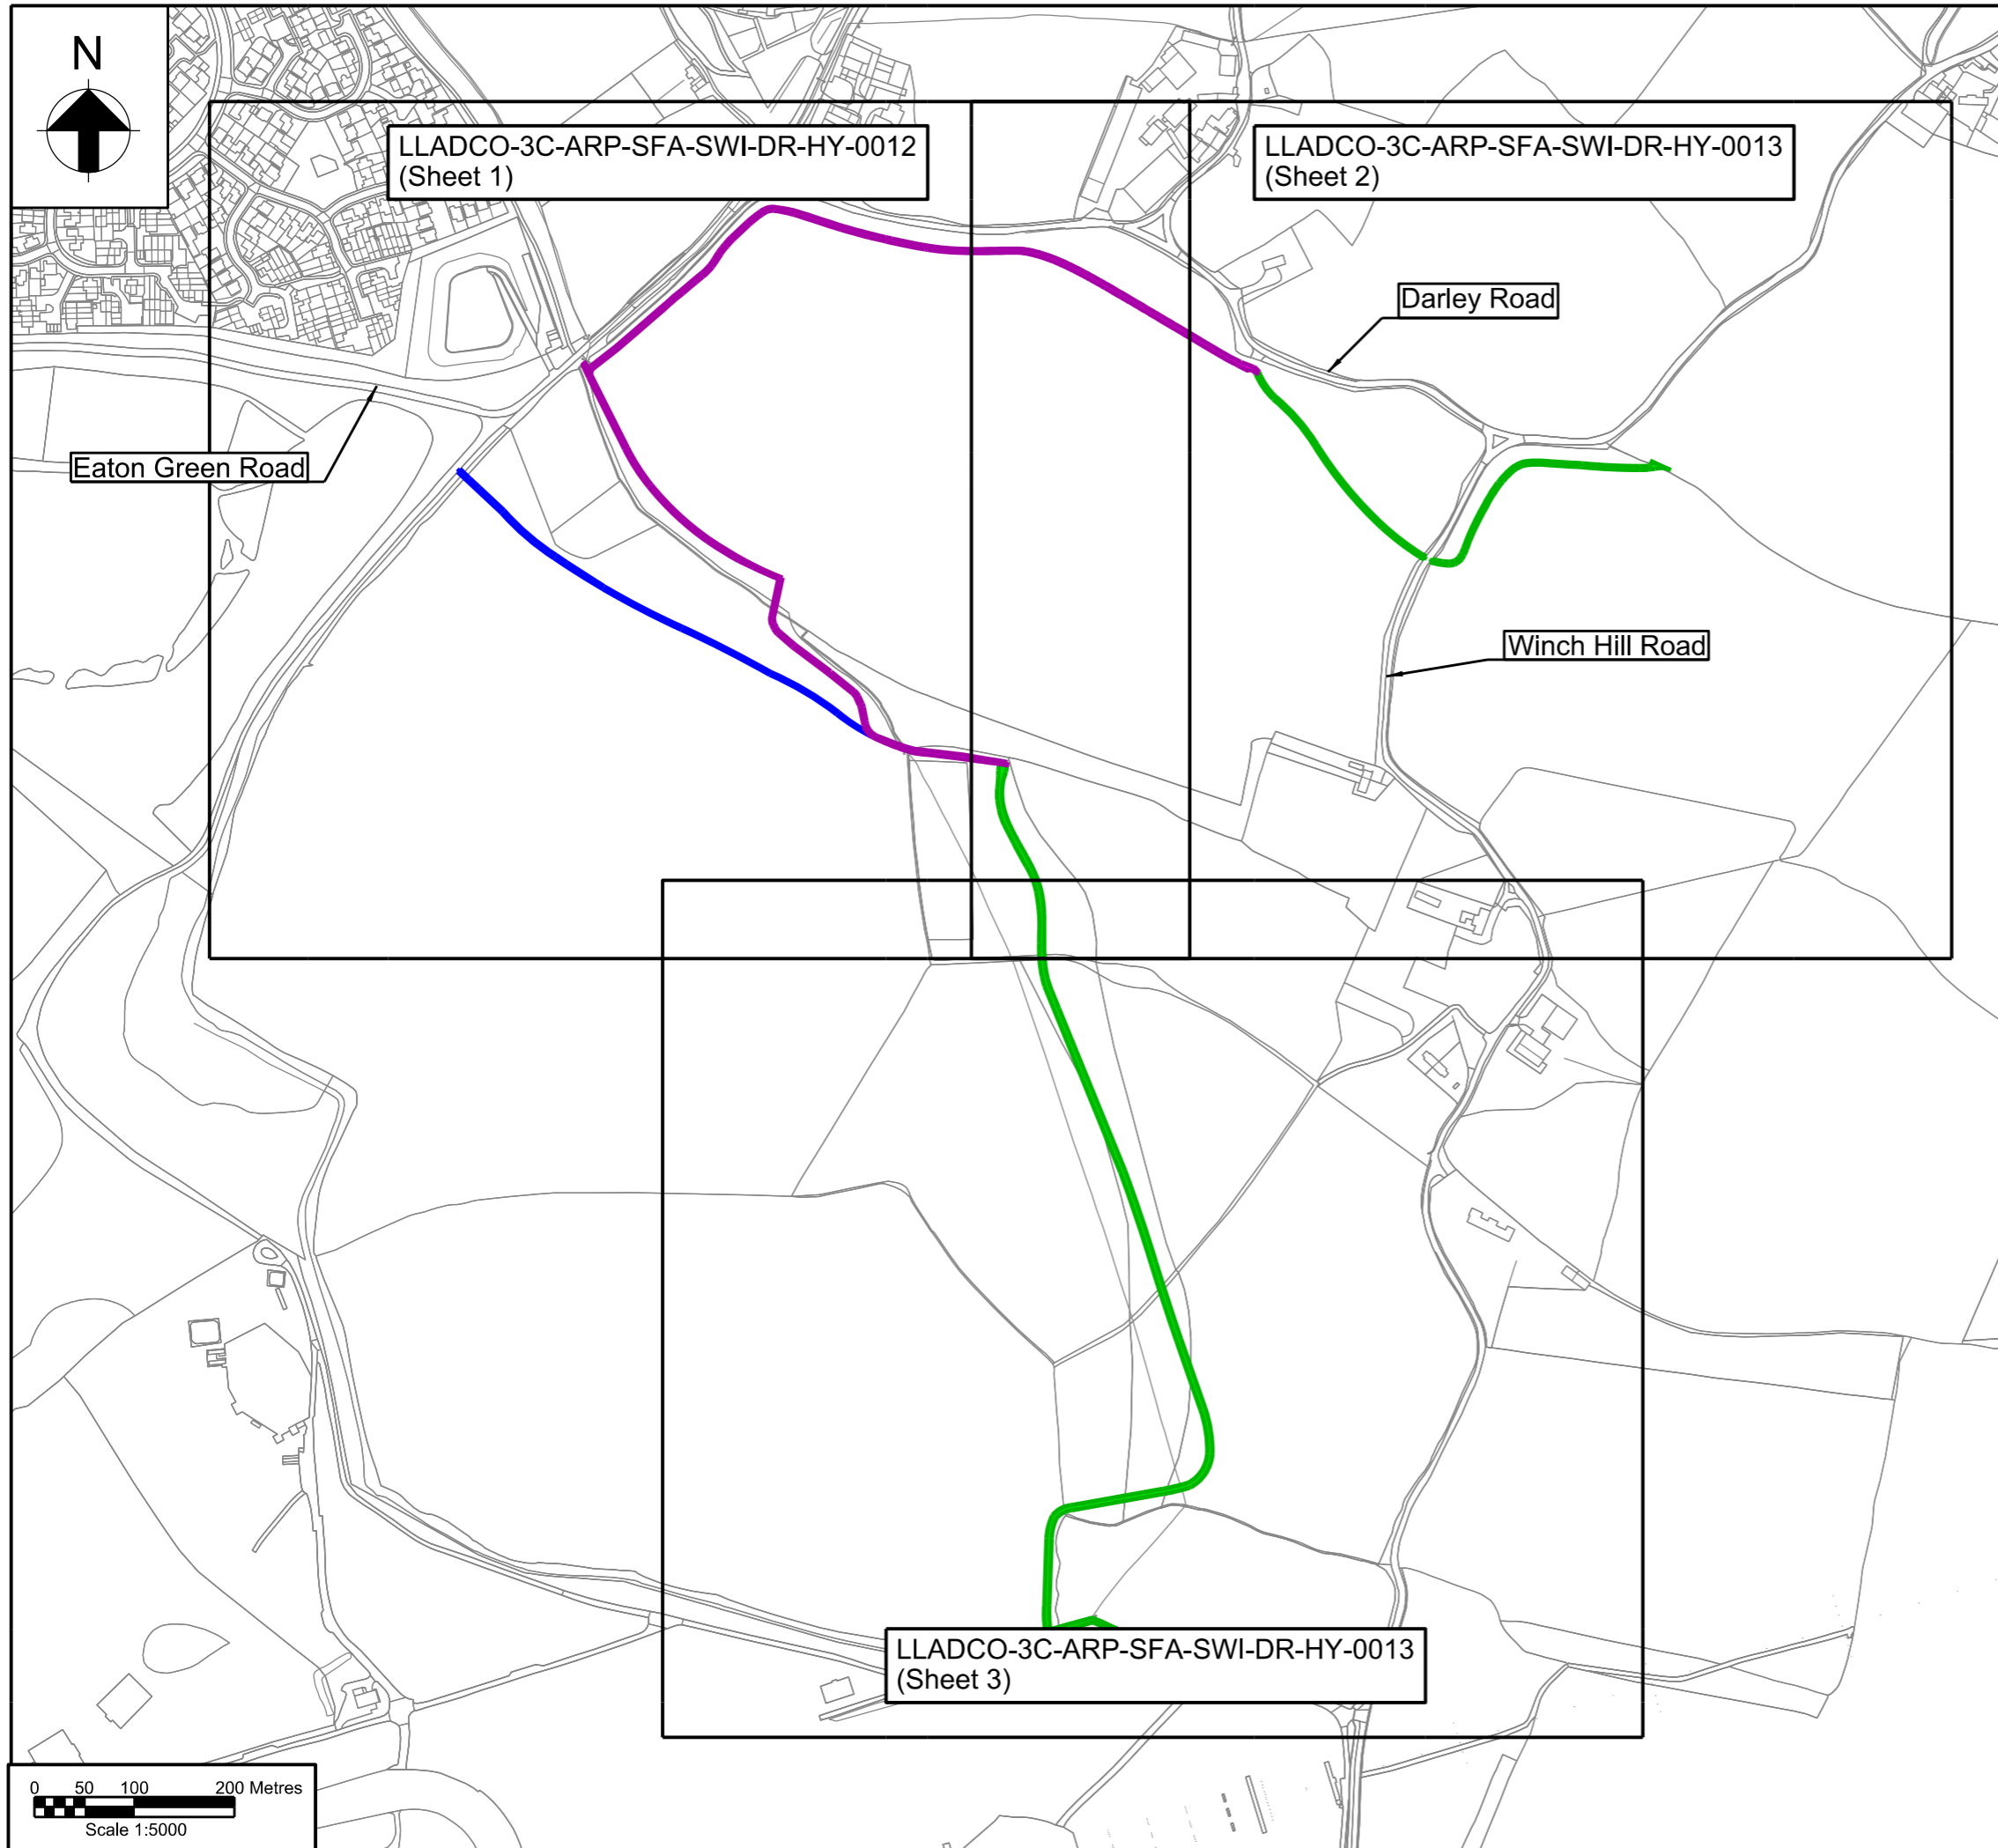 N
LLADCO-3C-ARP-SFA-SWI-DR-HY-0012
(Sheet 1)
LLADCO-3C-ARP-SFA-SWI-DR-HY-0013
(Sheet 2)
Darley Road
Eaton Green Road
Winch Hill Road
LLADCO-3C-ARP-SFA-SWI-DR-HY-0013
(Sheet 3)
0 50 100 200 Metres
Scale 1:5000